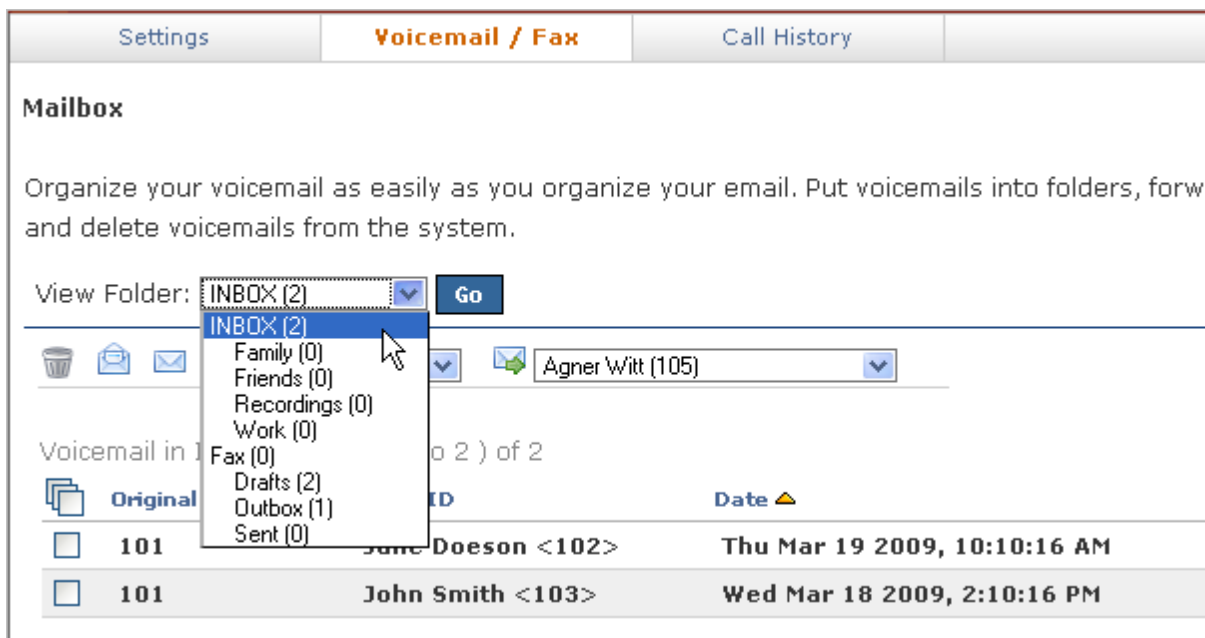 Settings Voicemail / Fax Call History
Mailbox
Organize your voicemail as easily as you organize your email. Put voicemails into folders, forw
and delete voicemails from the system.
View Folder: INBOX (2) Go
INBOX (2)
Family (0)
Friends (0)
Recordings (0)
Work (0)
Fax (0)
Drafts (2)
Outbox (1)
Sent (0)
Agner Witt (105)
Voicemail in o 2 ) of 2
Original ID Date
101 Doeson <102> Thu Mar 19 2009, 10:10:16 AM
101 John Smith <103> Wed Mar 18 2009, 2:10:16 PM